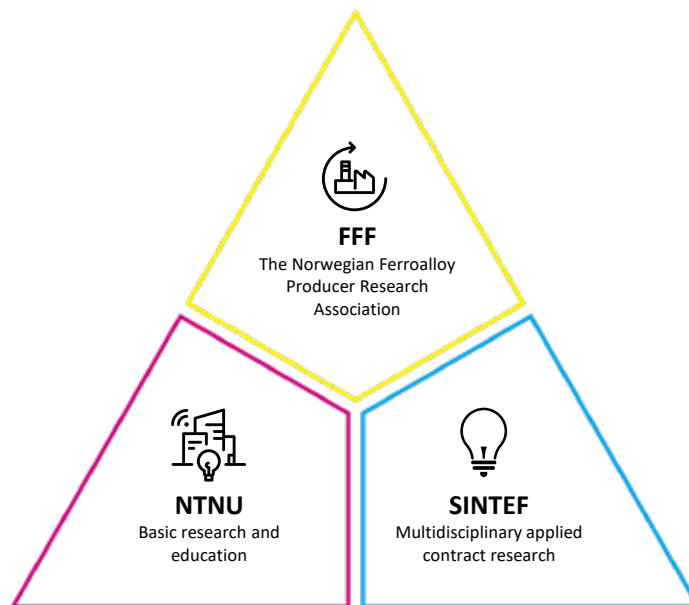 FFF
The Norwegian Ferroalloy
Producer Research
Association
NTNU
Basic research and
education
SINTEF
Multidisciplinary applied
contract research